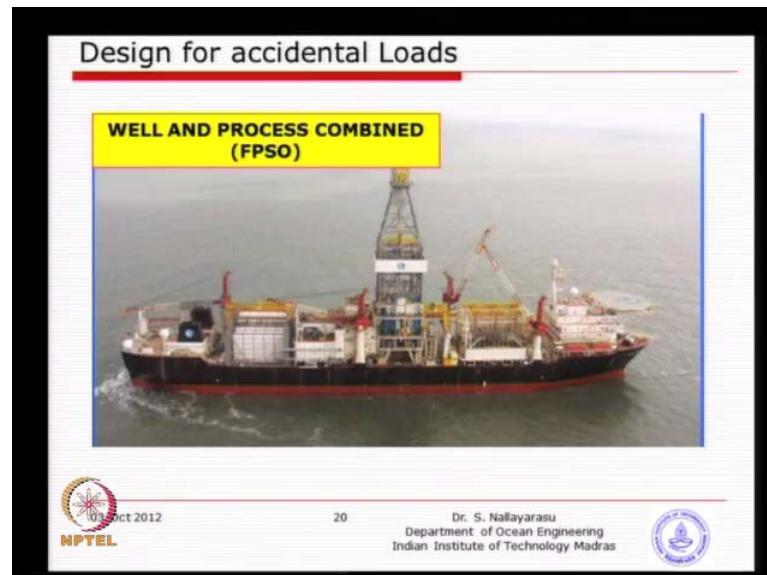 Design for accidental Loads
WELL AND PROCESS COMBINED
(FPSO)
03 Oct 2012
20
Dr. S. Nallayarasu
Department of Ocean Engineering
Indian Institute of Technology Madras
NPTEL